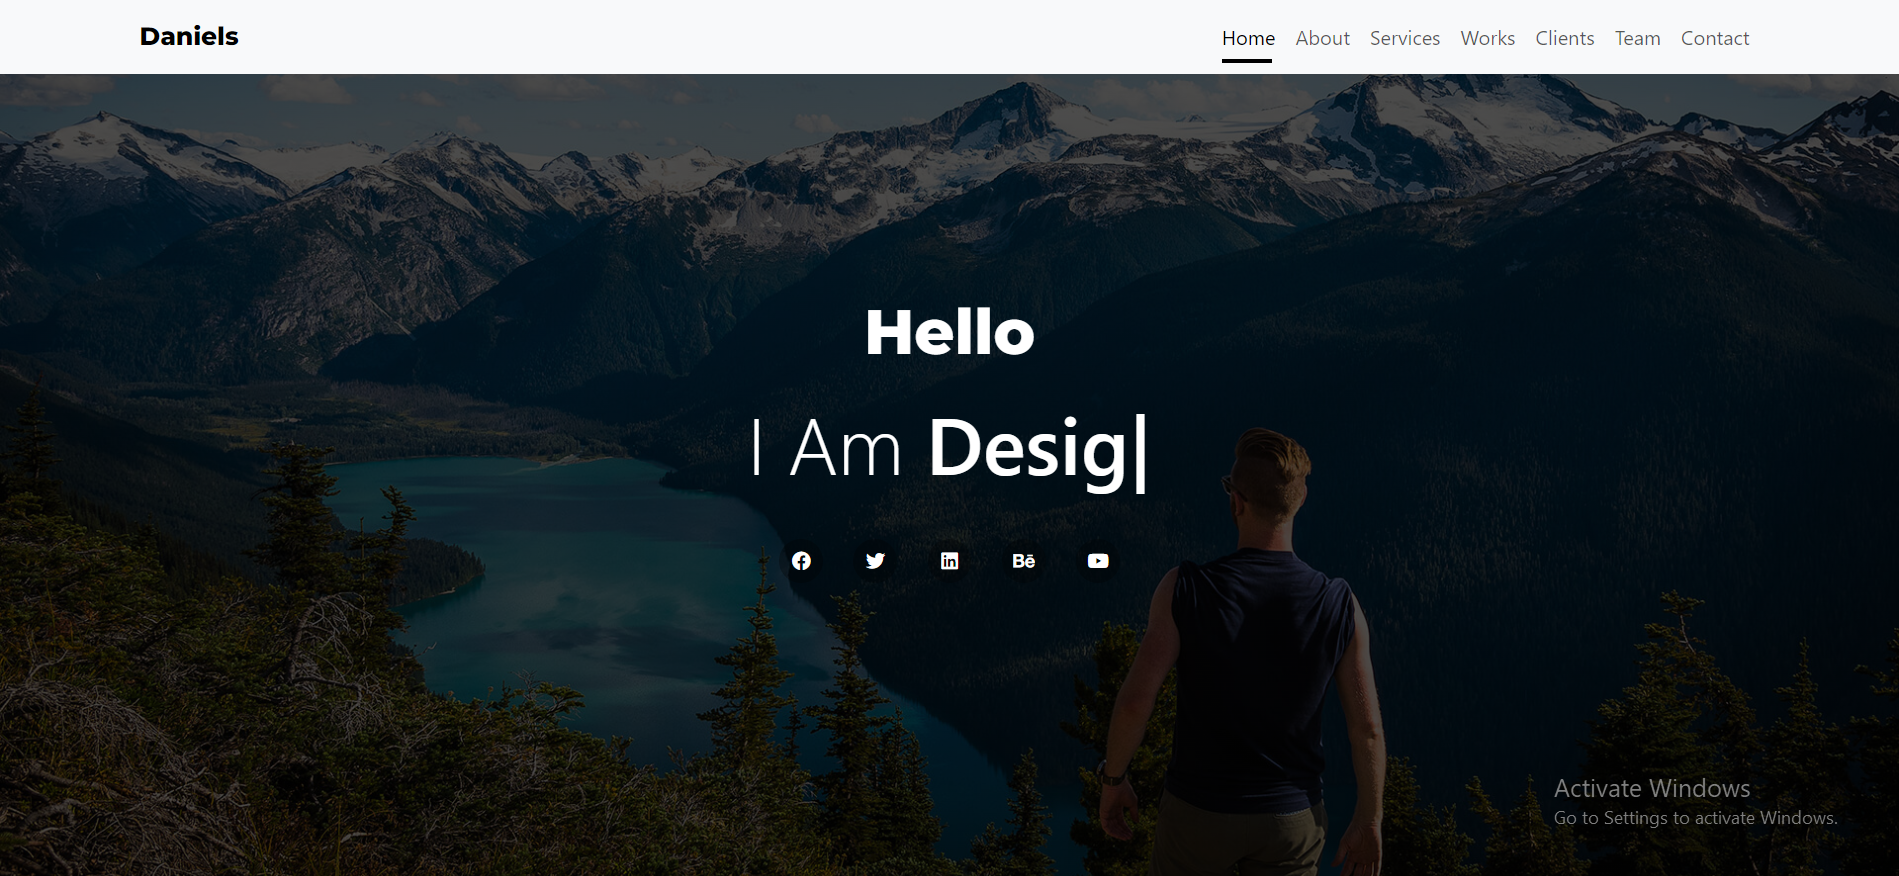 Daniels
Home About Services Works Clients Team Contact
Hello
I Am Desig|
Bē
Activate Windows
Go to Settings to activate Windows.